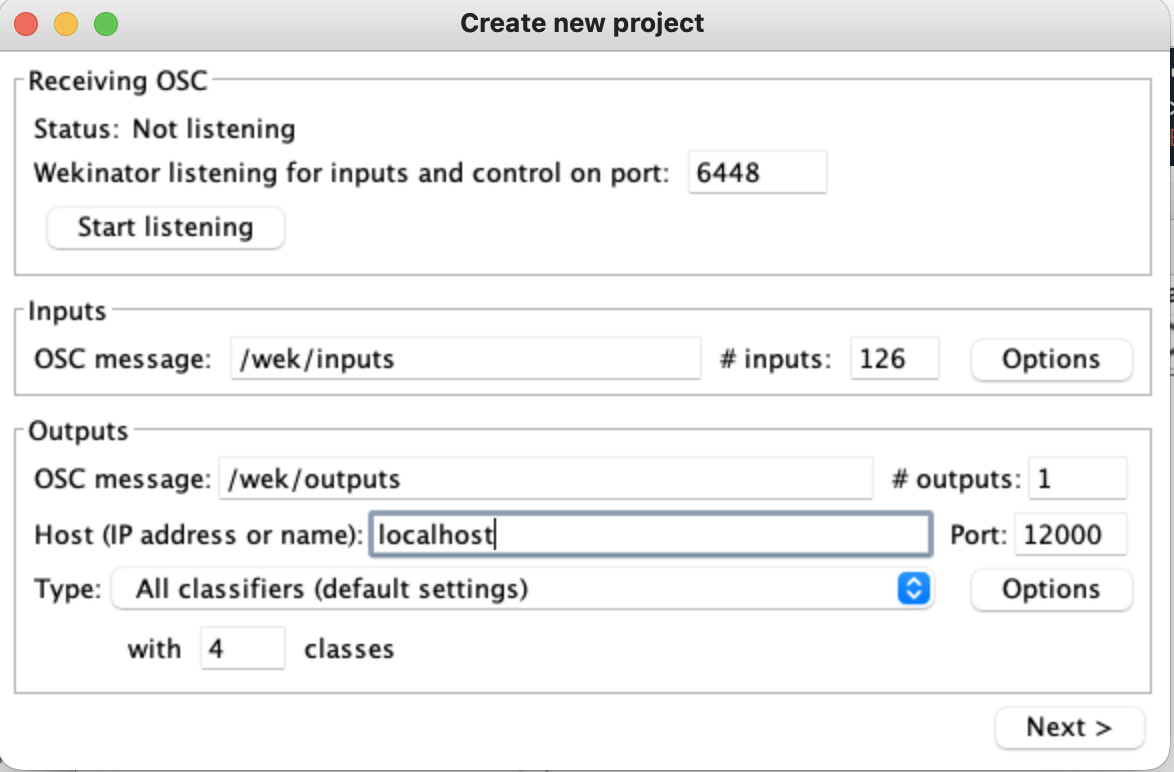 Create new project
Receiving OSC
Status: Not listening
Wekinator listening for inputs and control on port: 6448
Start listening
Inputs
OSC message: /wek/inputs # inputs: 126 Options
Outputs
OSC message: /wek/outputs # outputs: 1
Host (IP address or name): localhost Port: 12000
Type: All classifiers (default settings) Options
with 4 classes
Next >